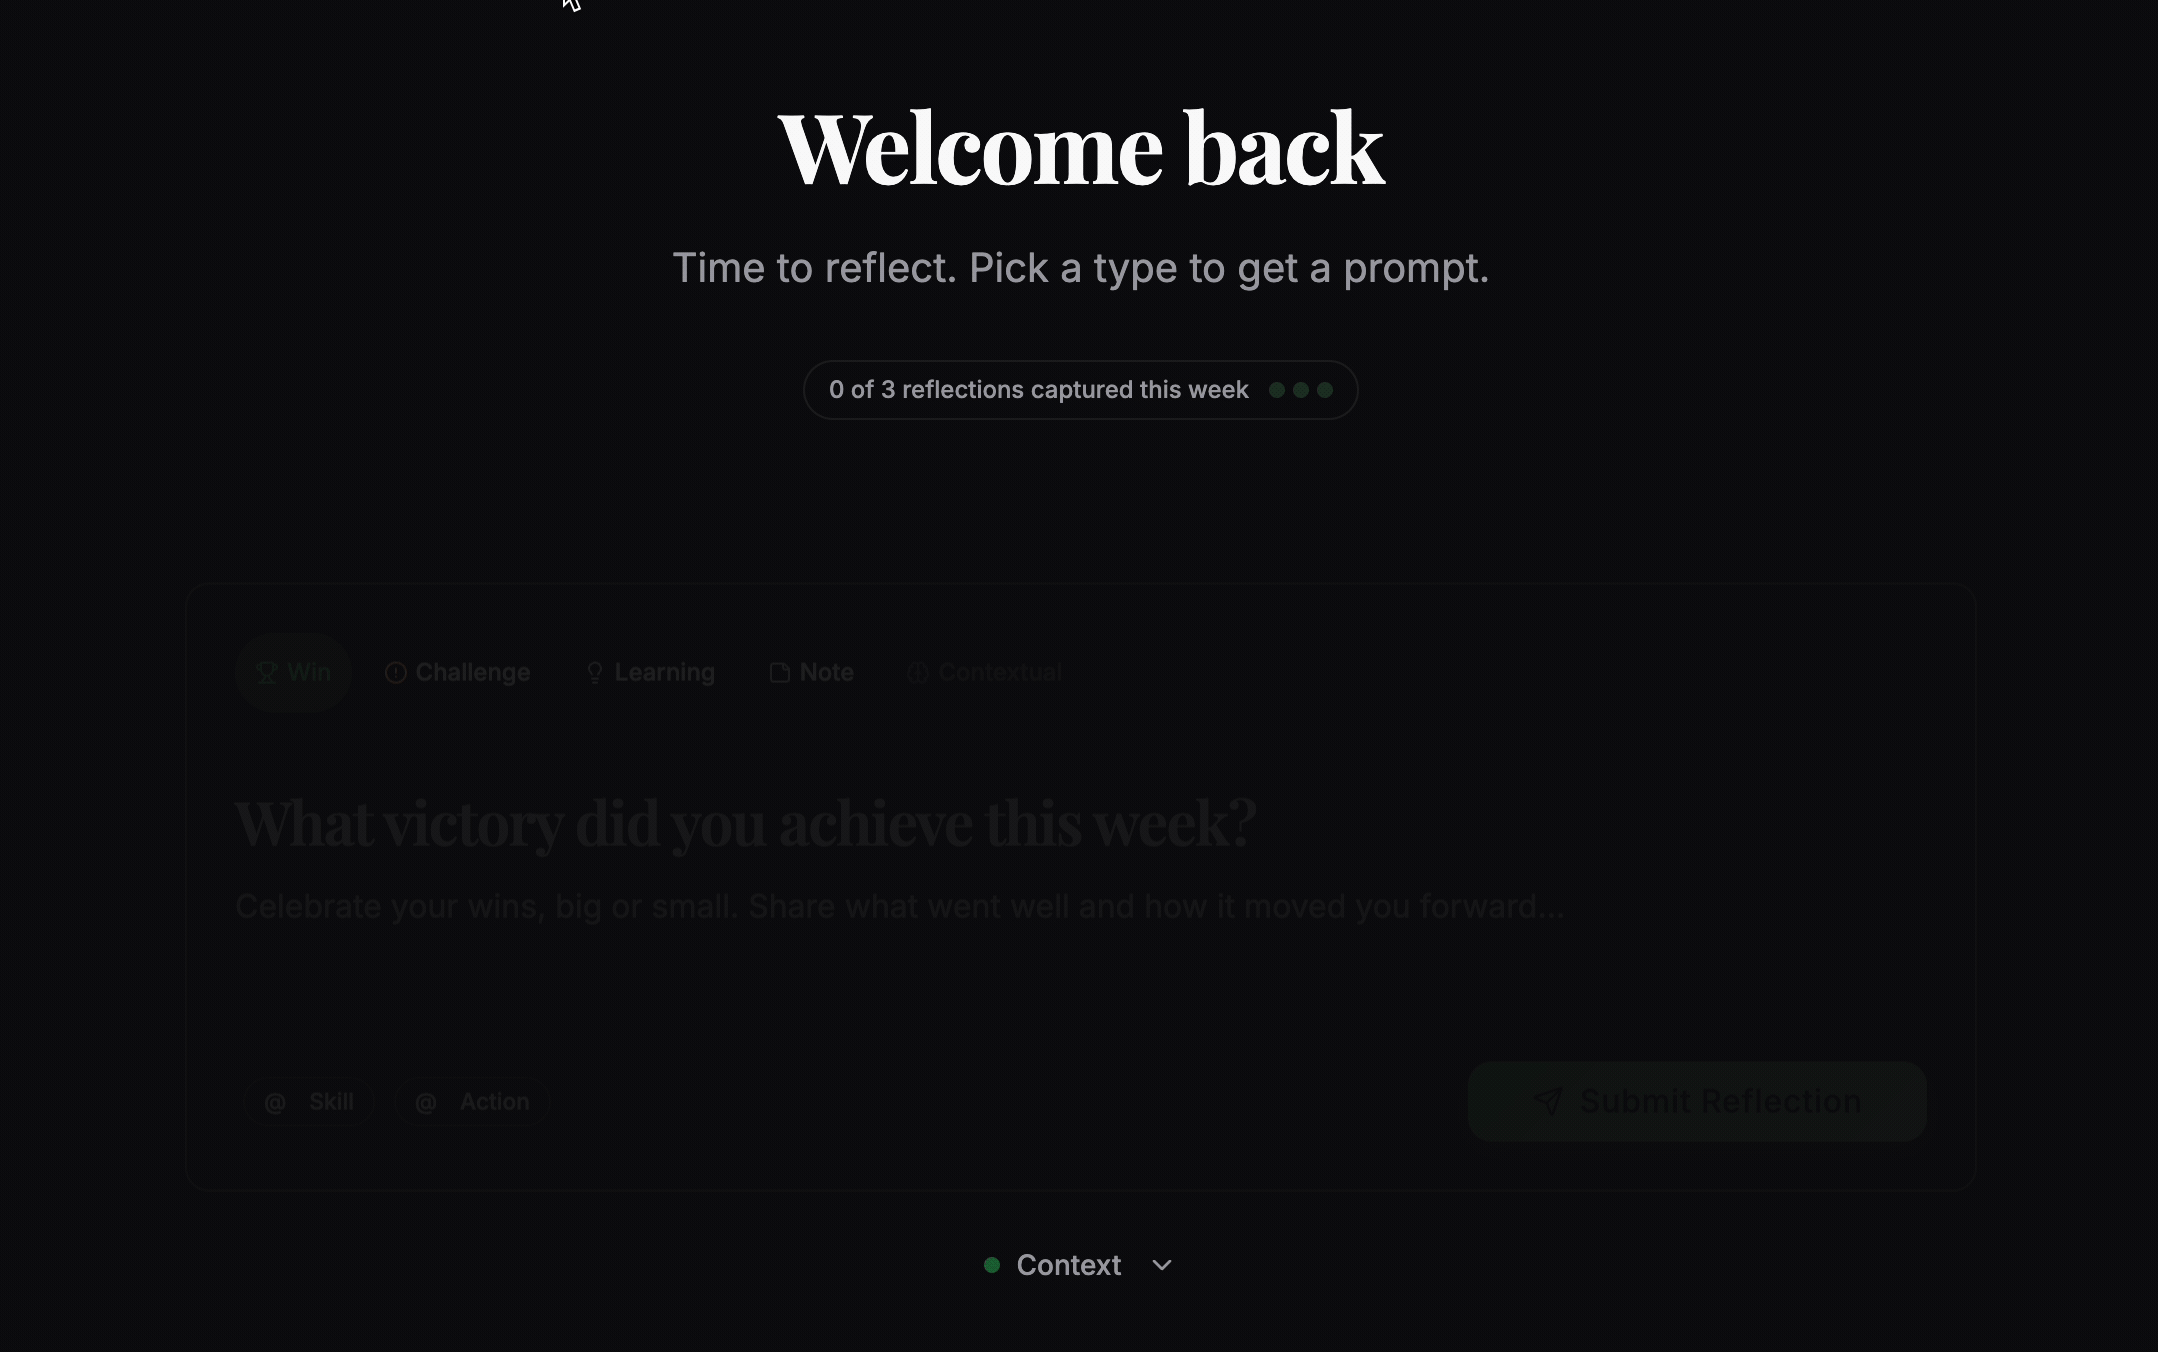 Welcome back
Time to reflect. Pick a type to get a prompt.
0 of 3 reflections captured this week
Win Challenge Learning Note Contextual
What victory did you achieve this week?
Celebrate your wins, big or small. Share what went well and how it moved you forward...
@ Skill @ Action Submit Reflection
Context